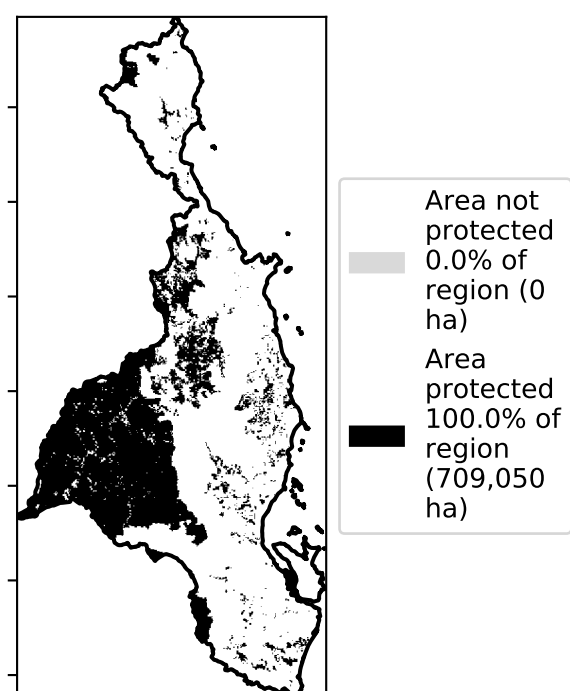 Area not
protected
0.0% of
region (0
ha)
Area
protected
100.0% of
region
(709,050
ha)